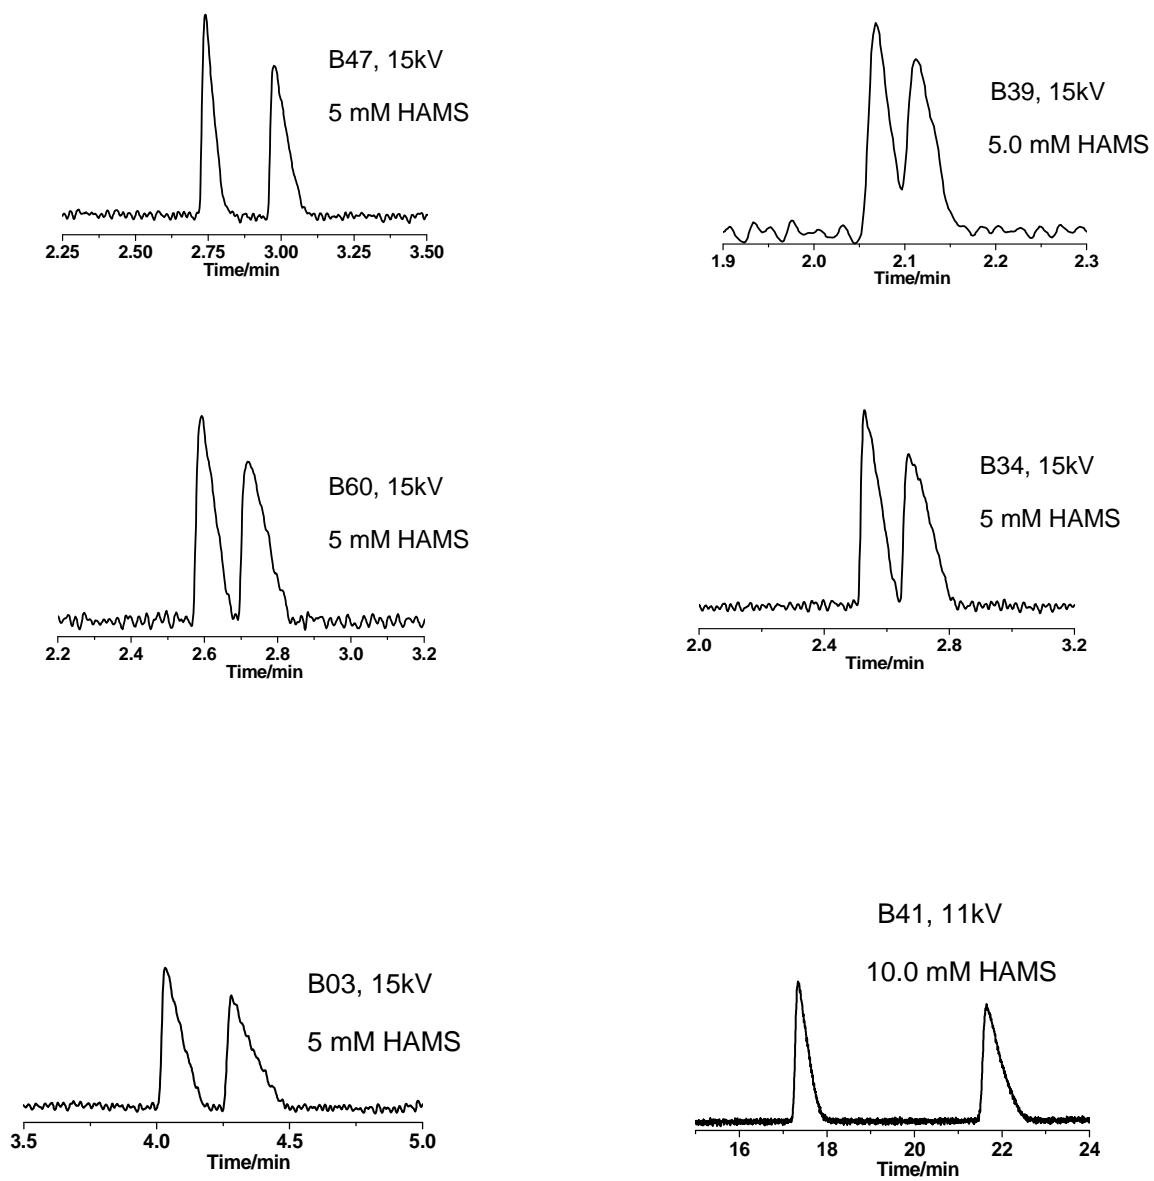 B47, 15kV
5 mM HAMS
2.25 2.50 2.75 3.00 3.25 3.50
Time/min
B39, 15kV
5.0 mM HAMS
1.9 2.0 2.1 2.2 2.3
Time/min
B60, 15kV
5 mM HAMS
2.2 2.4 2.6 2.8 3.0 3.2
Time/min
B34, 15kV
5 mM HAMS
2.0 2.4 2.8 3.2
Time/min
B03, 15kV
5 mM HAMS
3.5 4.0 4.5 5.0
Time/min
B41, 11kV
10.0 mM HAMS
16 18 20 22 24
Time/min